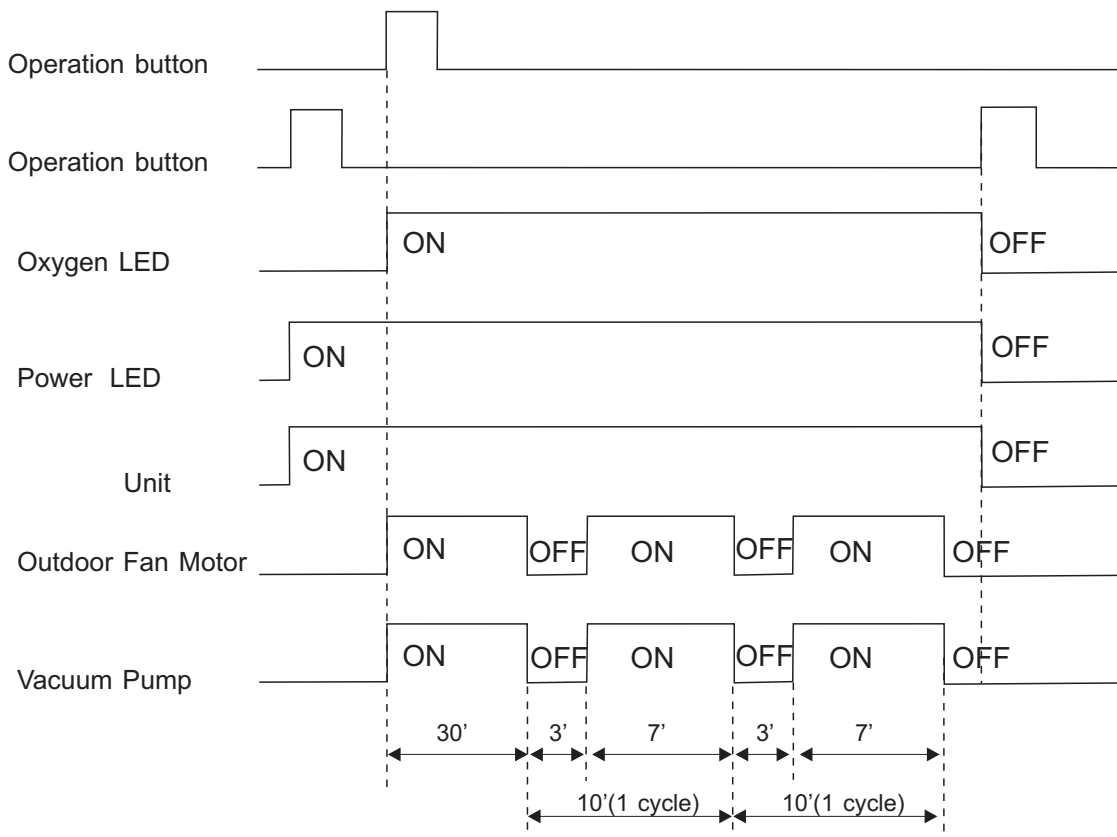 Operation button
Operation button
Oxygen LED
ON
OFF
Power LED
ON
OFF
Unit
ON
OFF
Outdoor Fan Motor
ON
OFF
ON
OFF
ON
OFF
Vacuum Pump
ON
OFF
ON
OFF
ON
OFF
30’
3’
7’
3’
7’
10’(1 cycle)
10’(1 cycle)